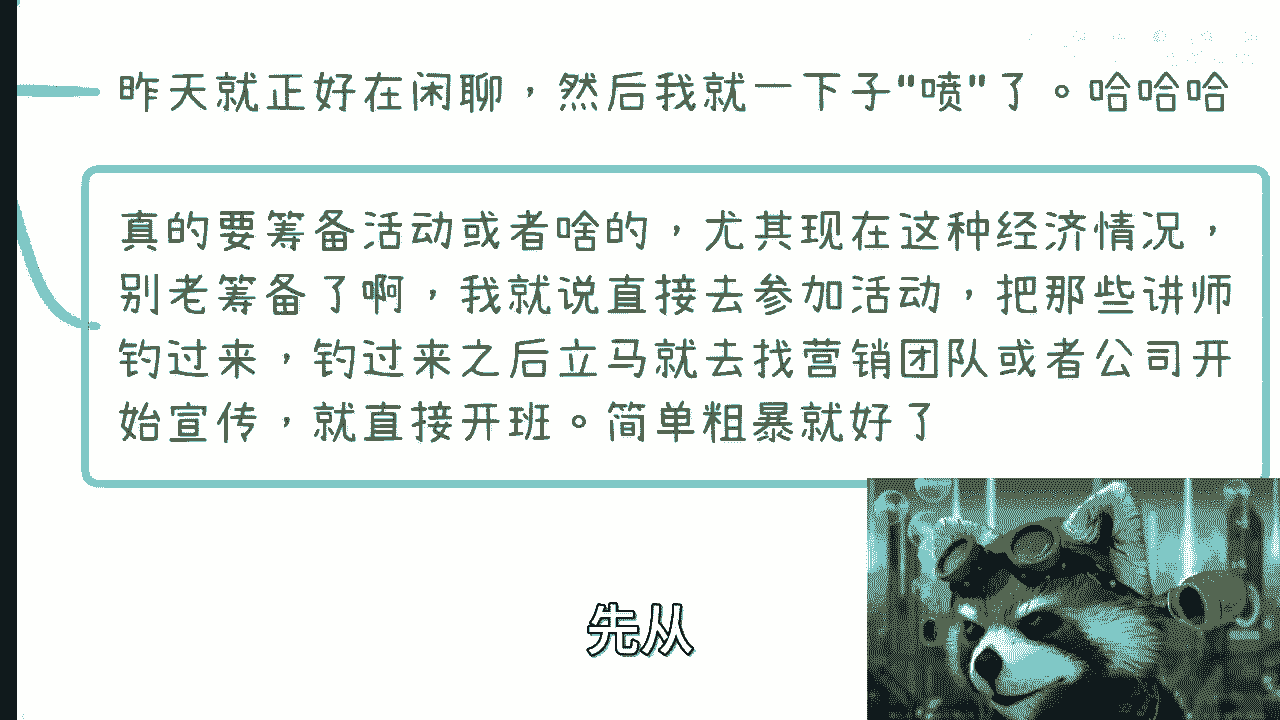 昨天就正好在闲聊，然后我就一下子"喷"了。哈哈哈
真的要筹备活动或者啥的，尤其现在这种经济情况，
别老筹备了啊，我就说直接去参加活动，把那些讲师
钓过来，钓过来之后立马就去找营销团队或者公司开
始宣传，就直接开班。简单粗暴就好了
先从